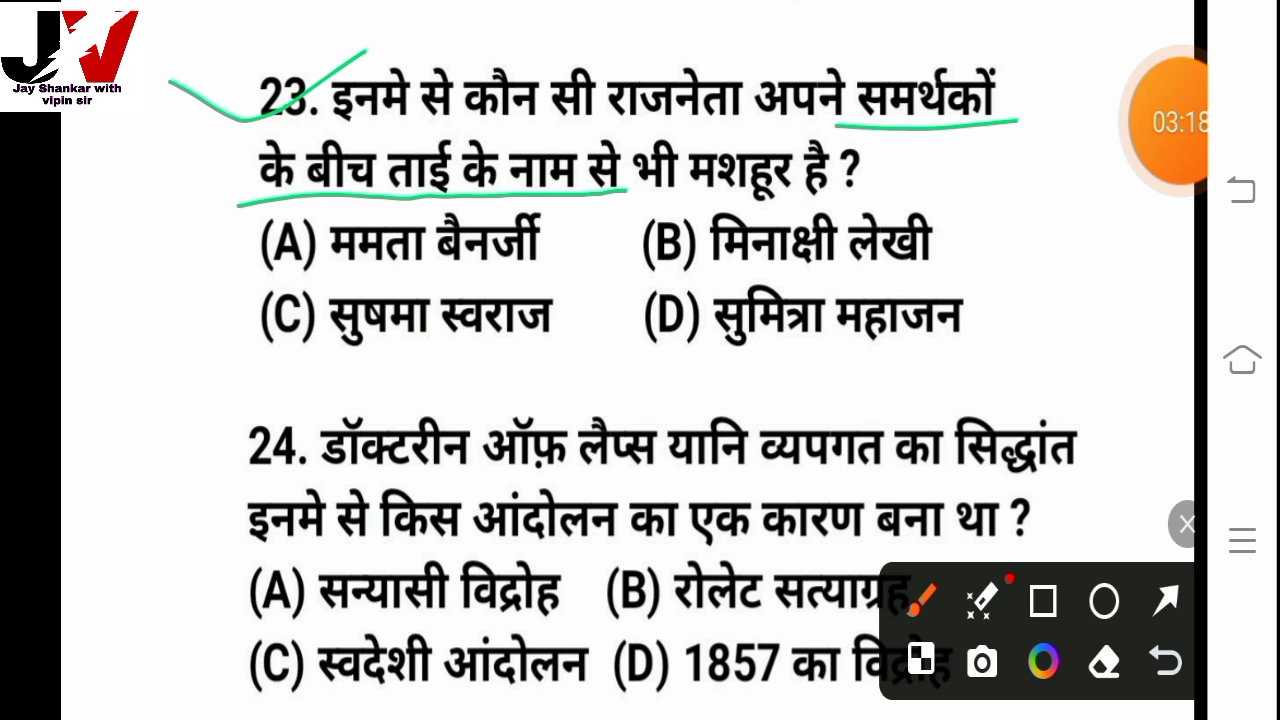 Jay Shankar with
vipin sir
23. इनमे से कौन सी राजनेता अपने समर्थकों
के बीच ताई के नाम से भी मशहूर है ?
(A) ममता बैनर्जी (B) मिनाक्षी लेखी
(C) सुषमा स्वराज (D) सुमित्रा महाजन
03:18
24. डॉक्टरीन ऑफ़ लैप्स यानि व्यपगत का सिद्धांत
इनमे से किस आंदोलन का एक कारण बना था ?
(A) सन्यासी विद्रोह (B) रोलेट सत्याग्रह
(C) स्वदेशी आंदोलन (D) 1857 का विद्रोह